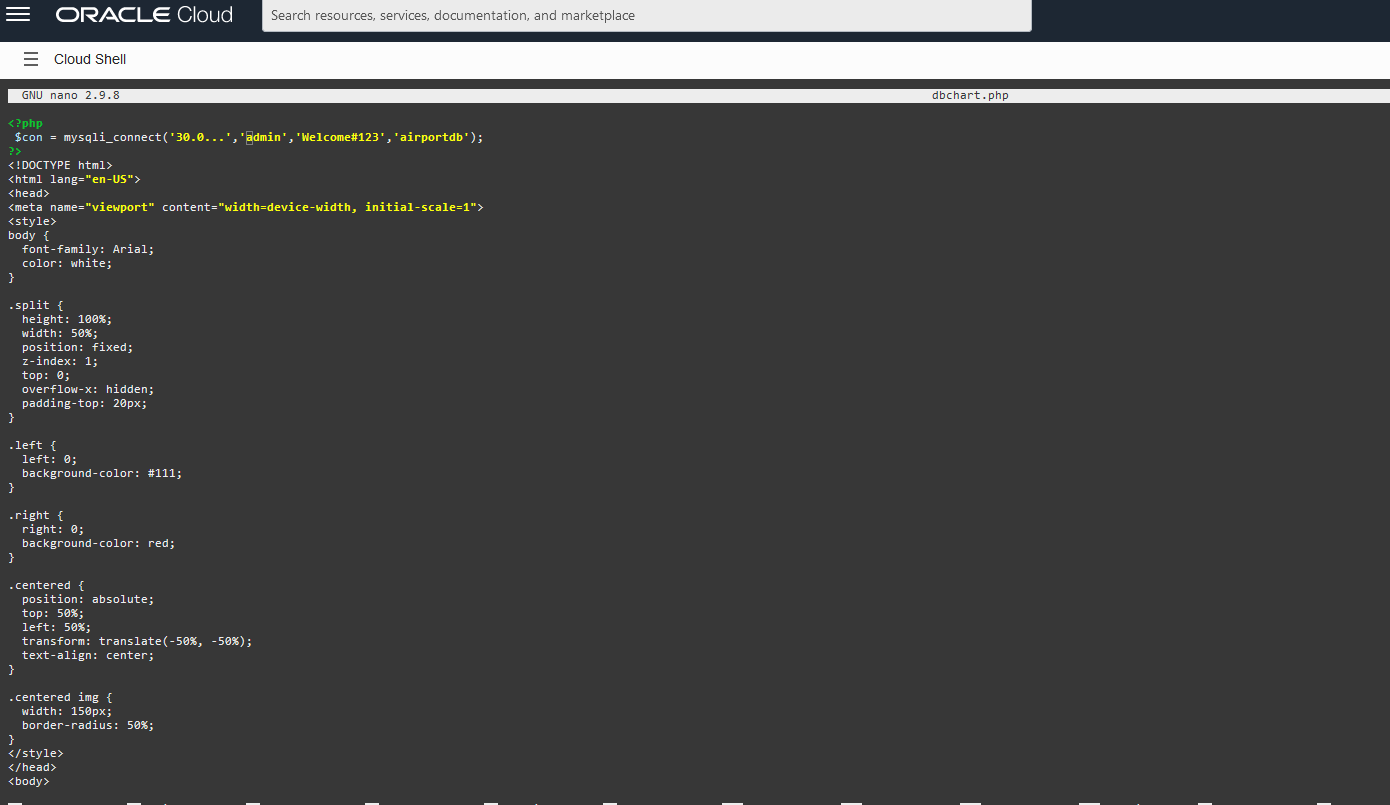 ORACLE Cloud
Search resources, services, documentation, and marketplace
Cloud Shell
GNU nano 2.9.8 dbchart.php
<?php
 $con = mysqli_connect('30.0...','admin','Welcome#123','airportdb');
?>
<!DOCTYPE html>
<html lang="en-US">
<head>
<meta name="viewport" content="width=device-width, initial-scale=1">
<style>
body {
  font-family: Arial;
  color: white;
}
.split {
  height: 100%;
  width: 50%;
  position: fixed;
  z-index: 1;
  top: 0;
  overflow-x: hidden;
  padding-top: 20px;
}
.left {
  left: 0;
  background-color: #111;
}
.right {
  right: 0;
  background-color: red;
}
.centered {
  position: absolute;
  top: 50%;
  left: 50%;
  transform: translate(-50%, -50%);
  text-align: center;
}
.centered img {
  width: 150px;
  border-radius: 50%;
}
</style>
</head>
<body>